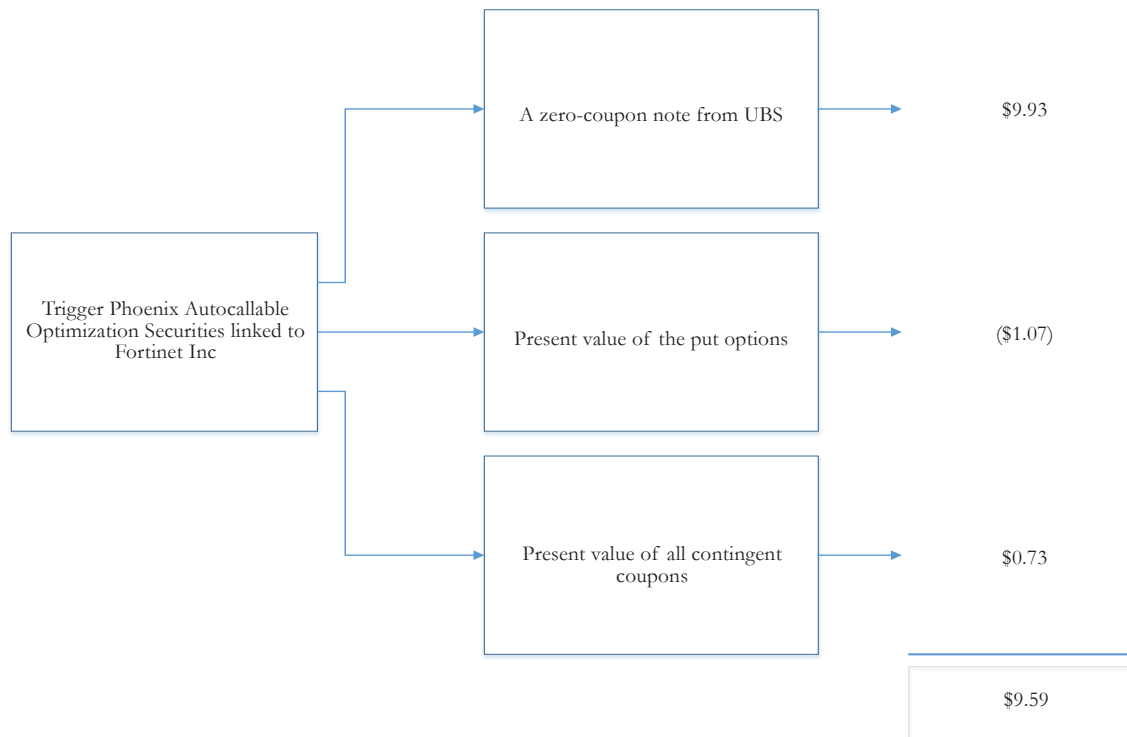 A zero-coupon note from UBS
$9.93
Trigger Phoenix Autocallable
Optimization Securities linked to
Fortinet Inc
Present value of the put options
($1.07)
Present value of all contingent
coupons
$0.73
$9.59